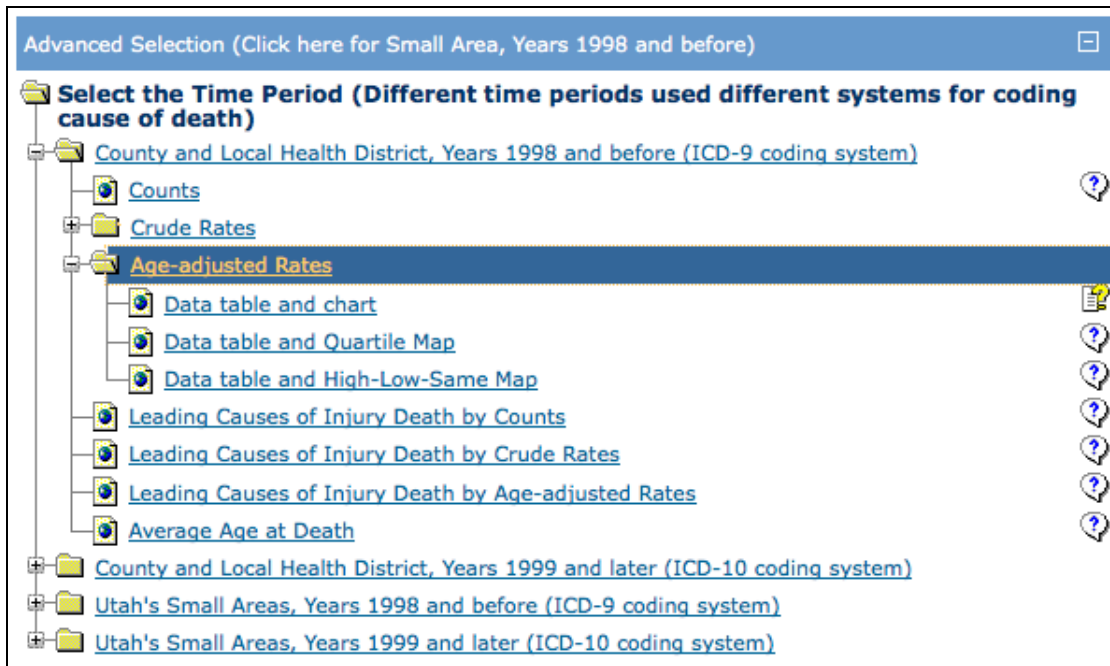 Advanced Selection (Click here for Small Area, Years 1998 and before)
Select the Time Period (Different time periods used different systems for coding
cause of death)
County and Local Health District, Years 1998 and before (ICD-9 coding system)
Counts
Crude Rates
Age-adjusted Rates
Data table and chart
Data table and Quartile Map
Data table and High-Low-Same Map
Leading Causes of Injury Death by Counts
Leading Causes of Injury Death by Crude Rates
Leading Causes of Injury Death by Age-adjusted Rates
Average Age at Death
County and Local Health District, Years 1999 and later (ICD-10 coding system)
Utah's Small Areas, Years 1998 and before (ICD-9 coding system)
Utah's Small Areas, Years 1999 and later (ICD-10 coding system)